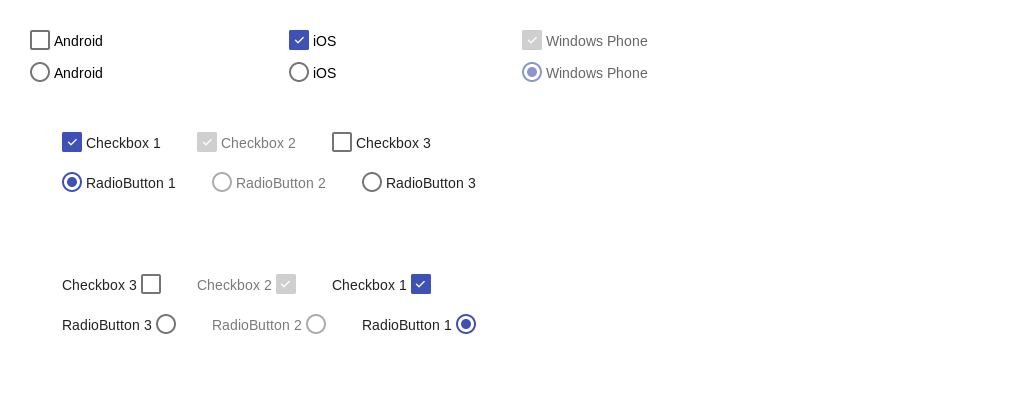 Android iOS Windows Phone
Android iOS Windows Phone
Checkbox 1 Checkbox 2 Checkbox 3
RadioButton 1 RadioButton 2 RadioButton 3
Checkbox 3 Checkbox 2 Checkbox 1
RadioButton 3 RadioButton 2 RadioButton 1